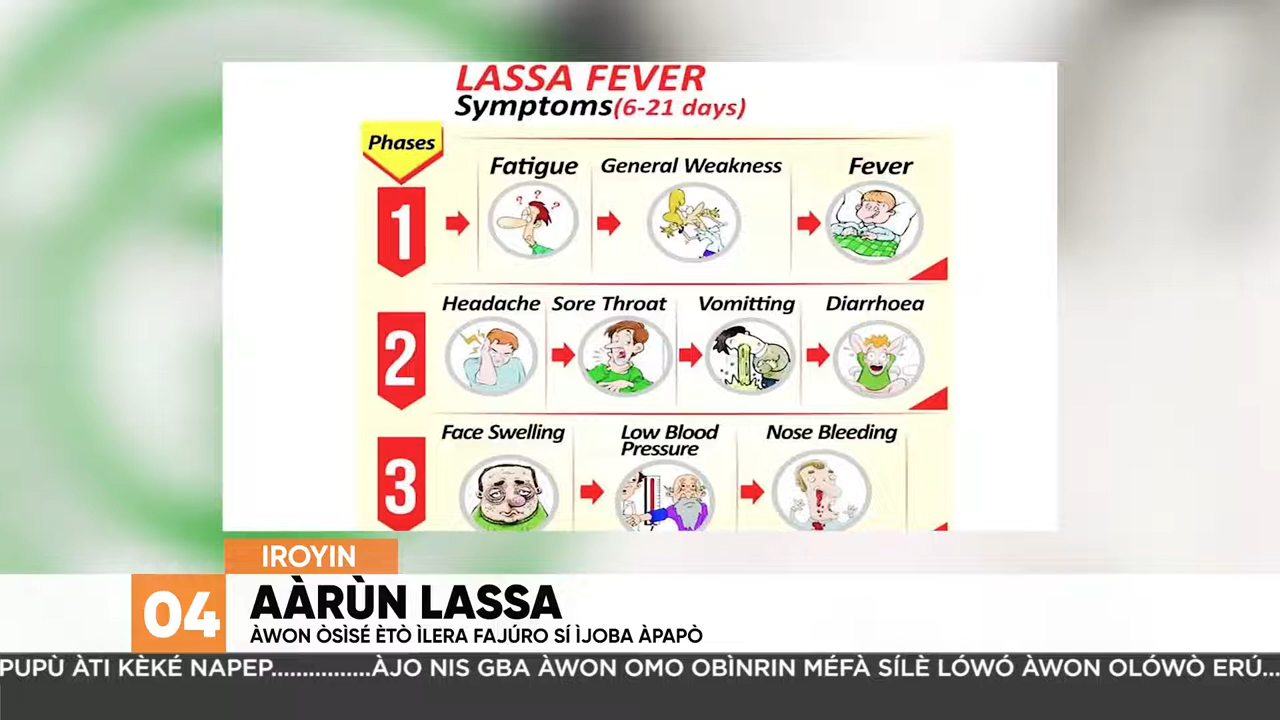 LASSA FEVER
Symptoms(6-21 days)
Phases
Fatigue General Weakness Fever
1
Headache Sore Throat Vomitting Diarrhoea
2
Face Swelling Low Blood Pressure Nose Bleeding
3
IROYIN
04
AÀRÙN LASSA
ÀWON ÒSÌSÉ ÈTÒ ÌLERA FAJÚRO SÍ ÌJOBA ÀPAPÒ
PUPÙ ÀTI KÈKÉ NAPEP................ÀJO NIS GBA ÀWON OMO OBÌNRIN MÉFÀ SÍLÈ LÓWÓ ÀWON OLÓWÒ ERÚ...